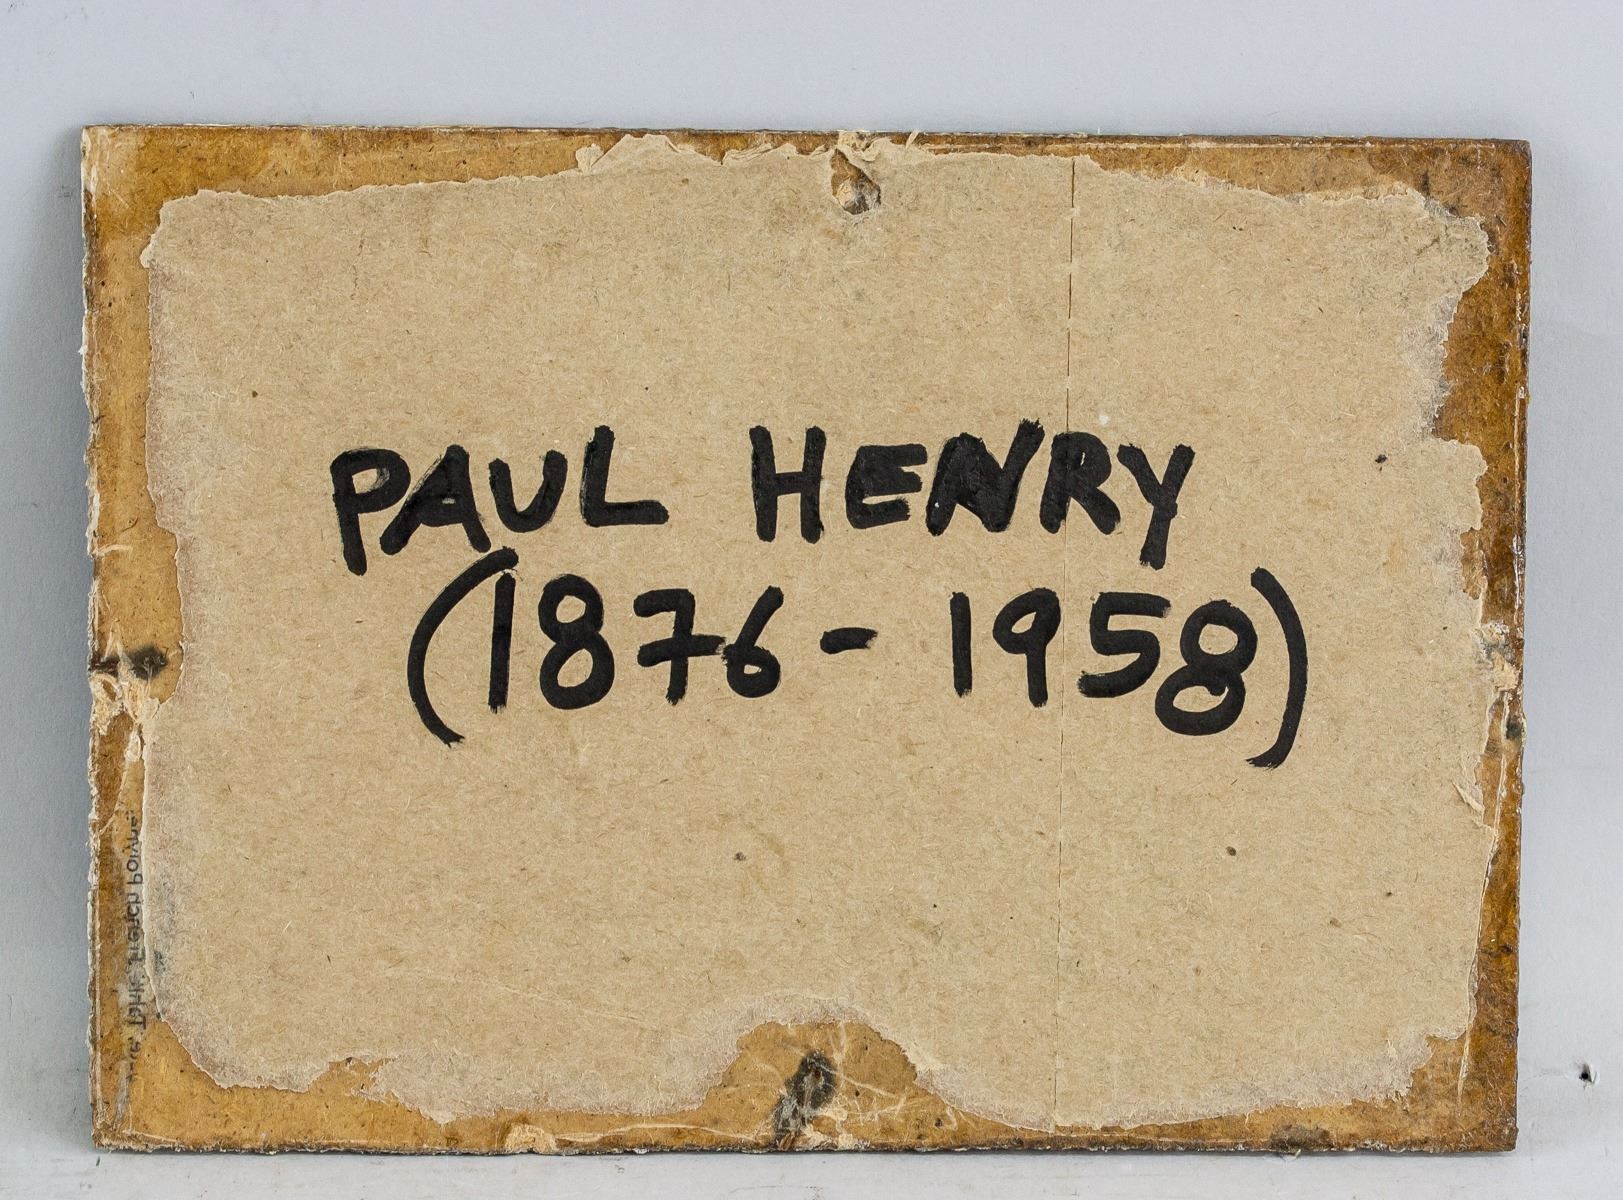 PAUL HENRY
(1876 - 1958)